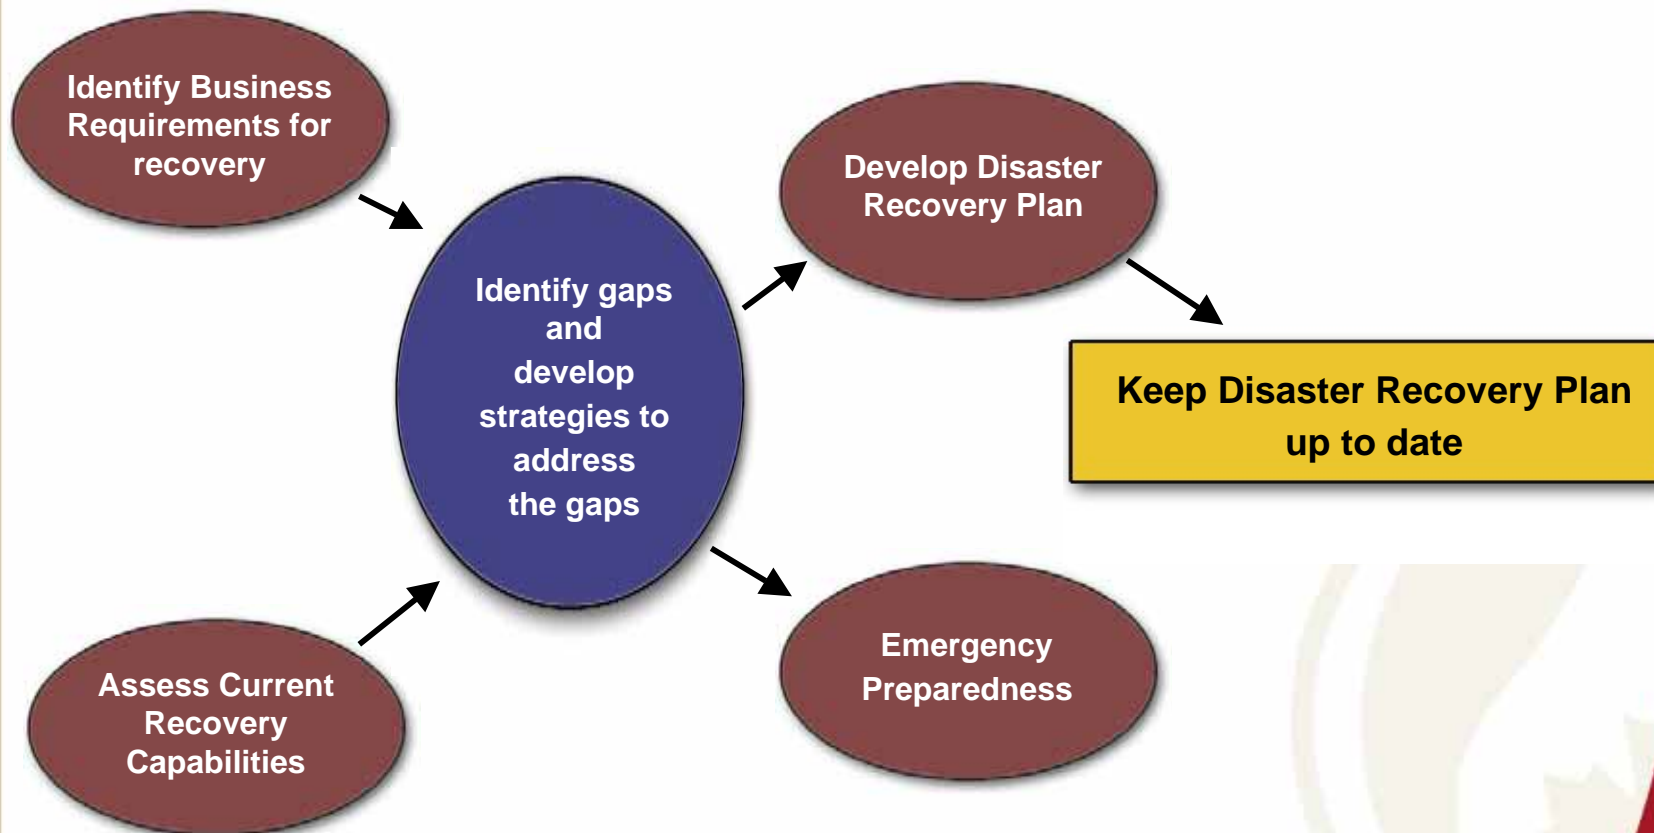 Identify Business
Requirements for
recovery
Identify gaps
and
develop
strategies to
address
the gaps
Assess Current
Recovery
Capabilities
Develop Disaster
Recovery Plan
Keep Disaster Recovery Plan
up to date
Emergency
Preparedness